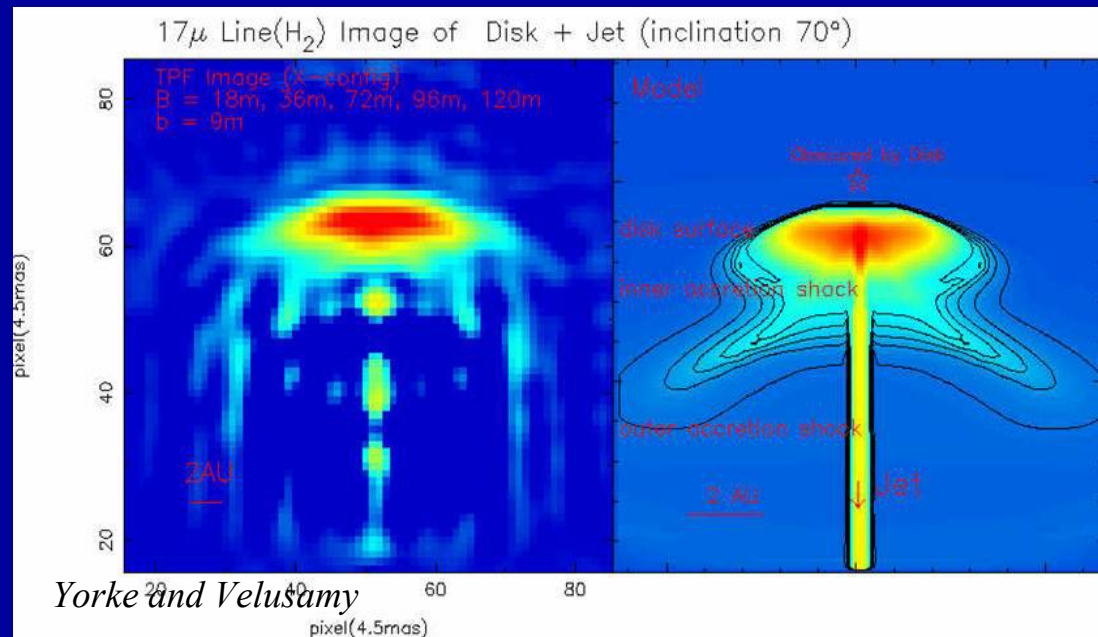 17μ Line(H₂) Image of Disk + Jet (inclination 70°)
TPF Image (X-config)
B = 18m, 36m, 72m, 96m, 120m
b = 9m
Model
Obscured by Disk
disk surface
inner accretion shock
outer accretion shock
2AU
2 AU
Jet
pixel(4.5mas)
80
60
40
20
20 40 60 80
Yorke and Velusamy
pixel(4.5mas)